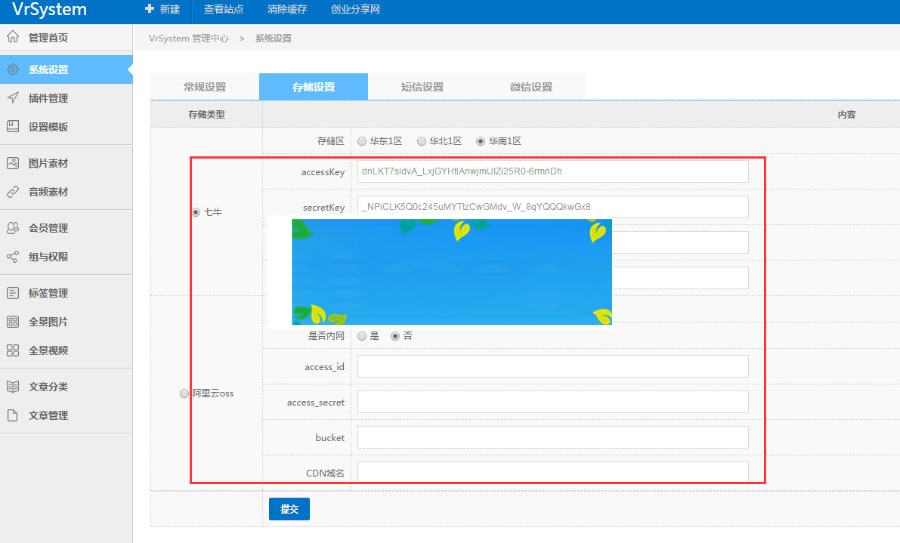 VrSystem
新建 查看站点 清除缓存 创业分享网
管理首页
VrSystem 管理中心 > 系统设置
系统设置
插件管理
设置模板
图片素材
音频素材
会员管理
组与权限
标签管理
全景图片
全景视频
文章分类
文章管理
常规设置 存储设置 短信设置 微信设置
存储类型 内容
七牛
存储区 华东1区 华北1区 华南1区
accessKey
secretKey
阿里云oss
是否内网 是 否
access_id
access_secret
bucket
CDN域名
提交